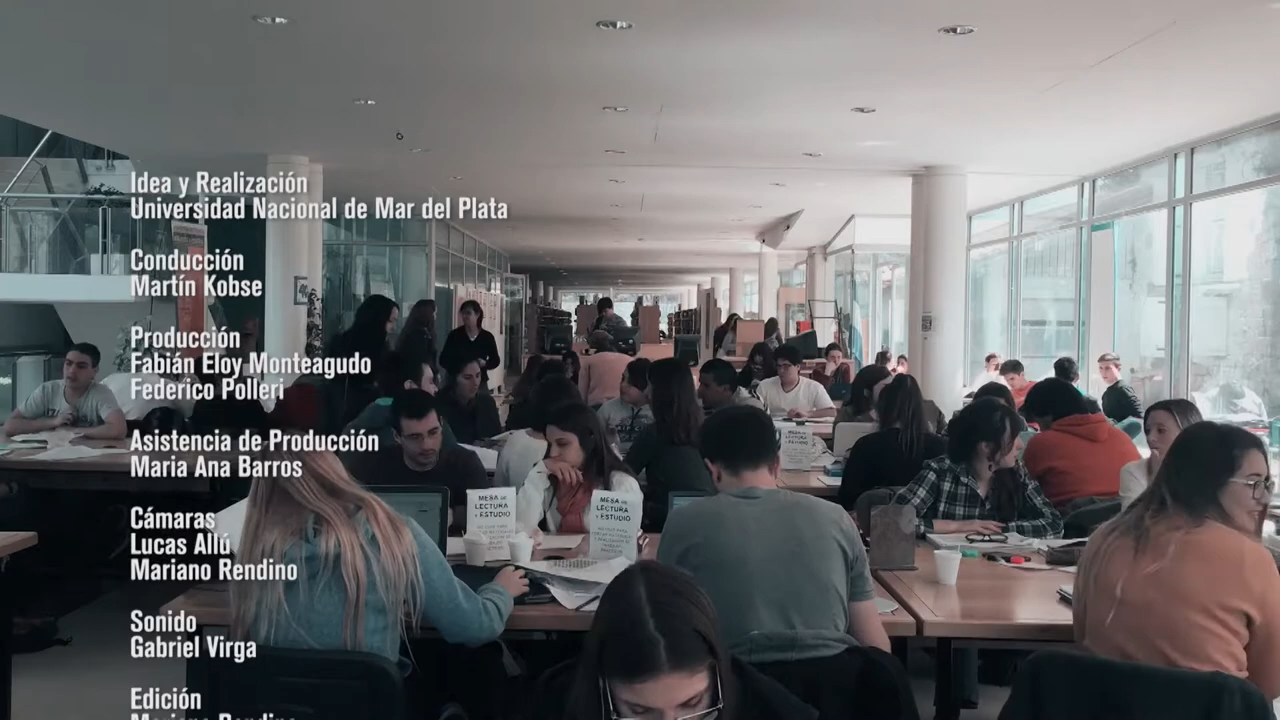 Idea y Realización
Universidad Nacional de Mar del Plata
Conducción
Martín Kobse
Producción
Fabián Eloy Monteagudo
Federico Polleri
Asistencia de Producción
Maria Ana Barros
Cámaras
Lucas Allú
Mariano Rendino
Sonido
Gabriel Virga
Edición
Mariano Rendino
MESA DE
LECTURA
Y ESTUDIO
MESA DE
LECTURA
Y ESTUDIO